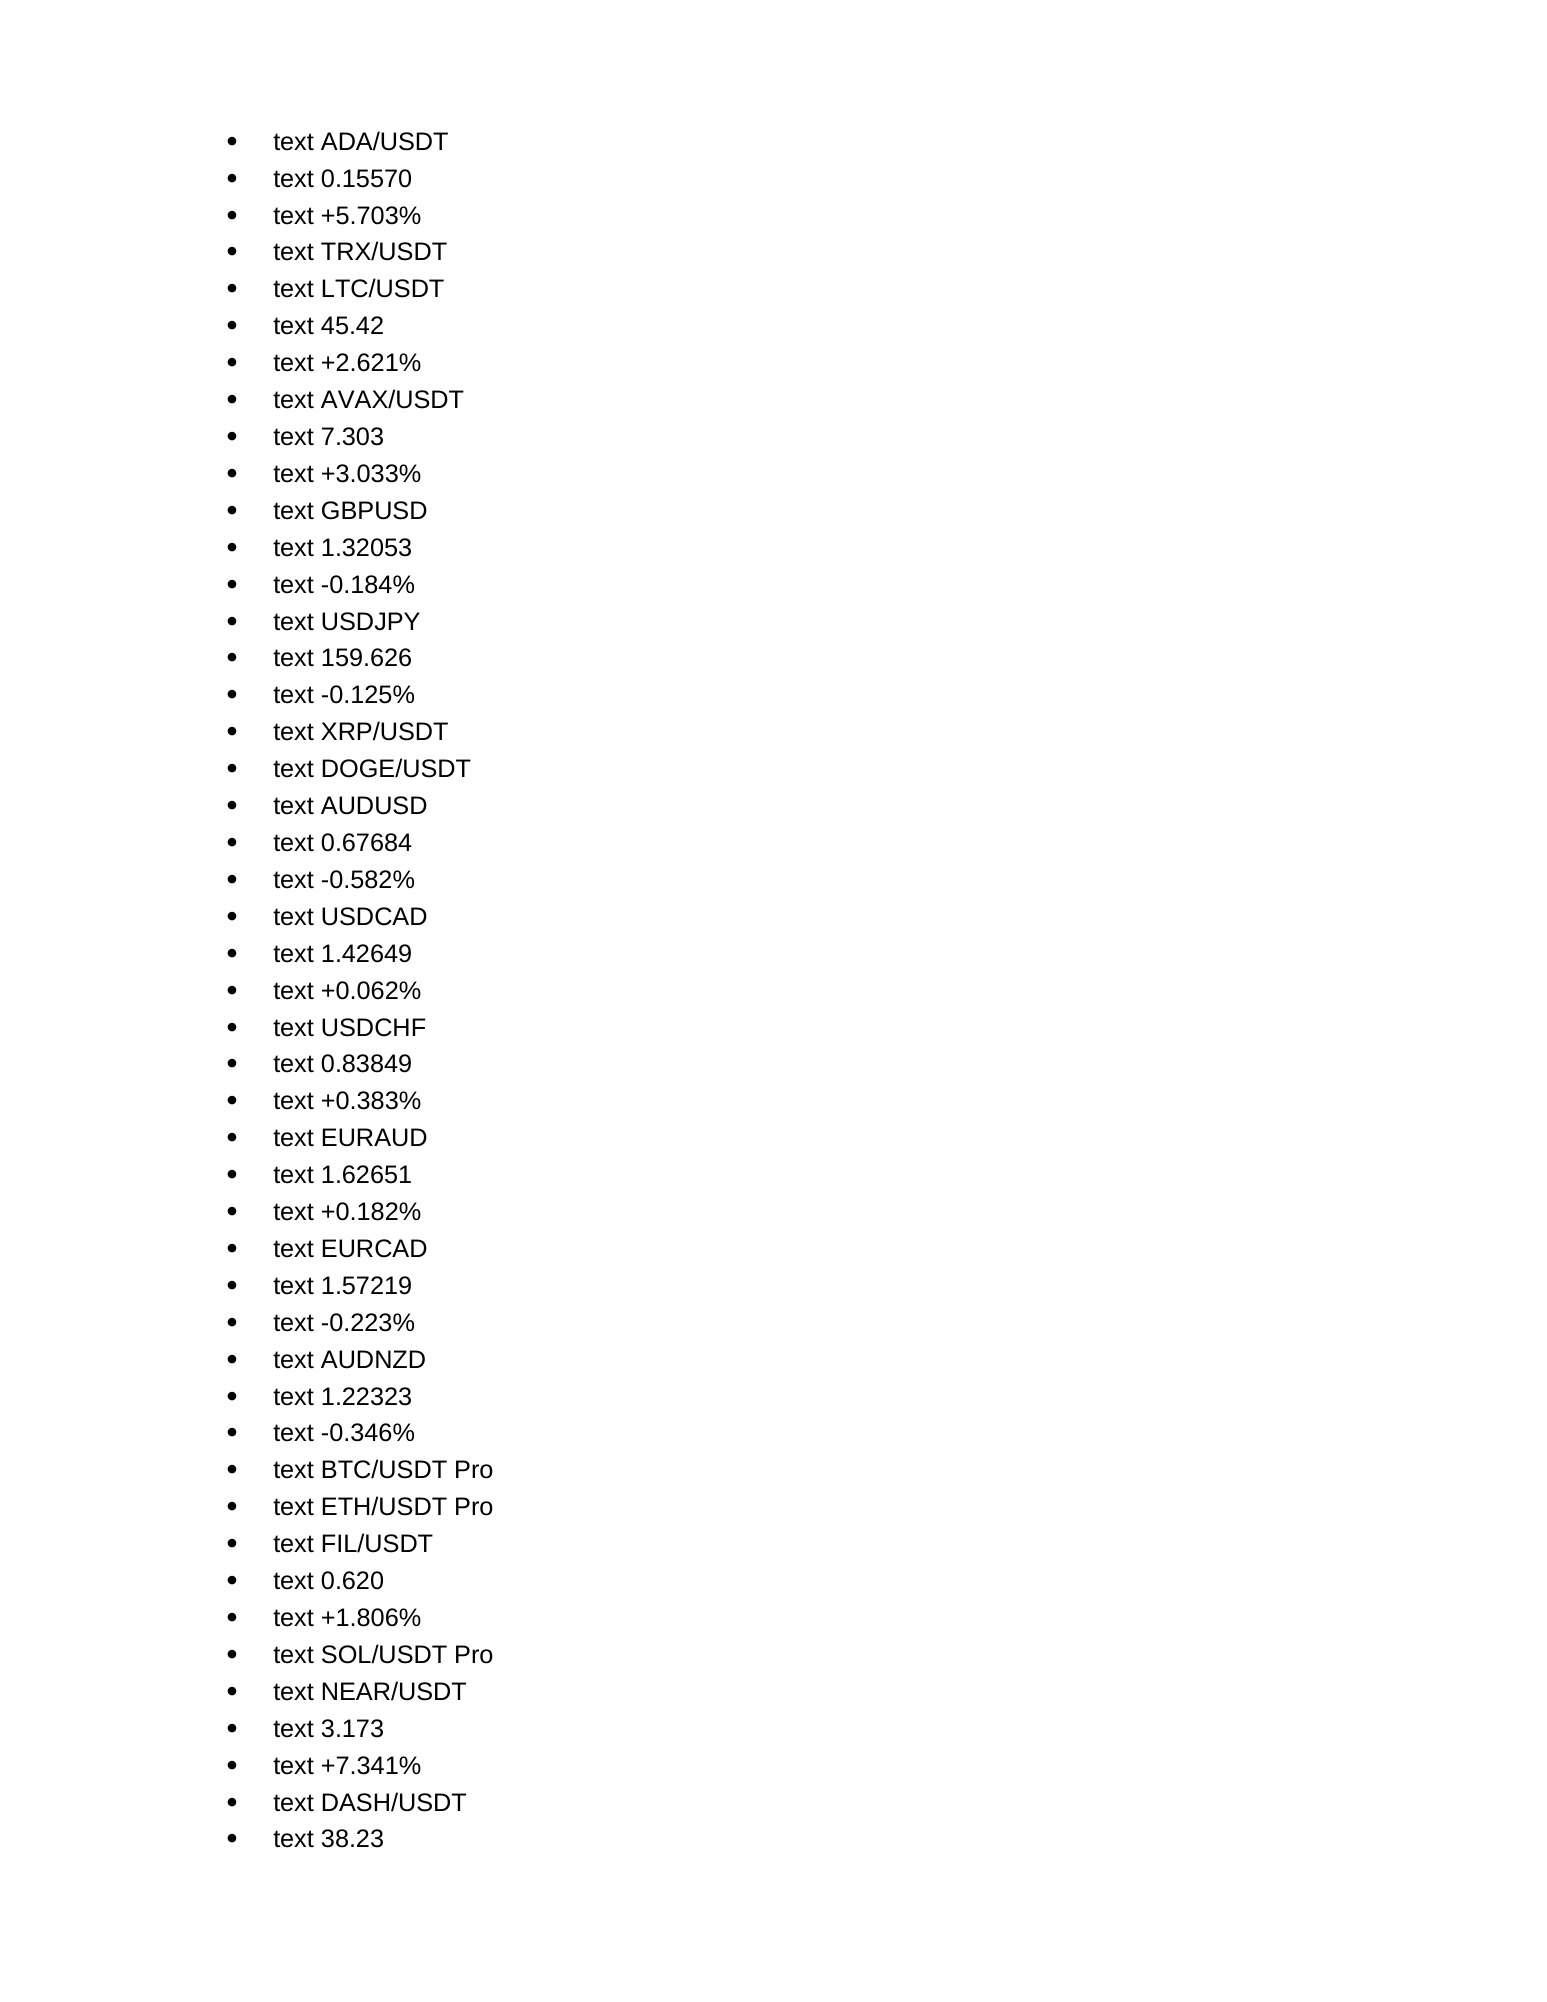 • text ADA/USDT
• text 0.15570
• text +5.703%
• text TRX/USDT
• text LTC/USDT
• text 45.42
• text +2.621%
• text AVAX/USDT
• text 7.303
• text +3.033%
• text GBPUSD
• text 1.32053
• text -0.184%
• text USDJPY
• text 159.626
• text -0.125%
• text XRP/USDT
• text DOGE/USDT
• text AUDUSD
• text 0.67684
• text -0.582%
• text USDCAD
• text 1.42649
• text +0.062%
• text USDCHF
• text 0.83849
• text +0.383%
• text EURAUD
• text 1.62651
• text +0.182%
• text EURCAD
• text 1.57219
• text -0.223%
• text AUDNZD
• text 1.22323
• text -0.346%
• text BTC/USDT Pro
• text ETH/USDT Pro
• text FIL/USDT
• text 0.620
• text +1.806%
• text SOL/USDT Pro
• text NEAR/USDT
• text 3.173
• text +7.341%
• text DASH/USDT
• text 38.23